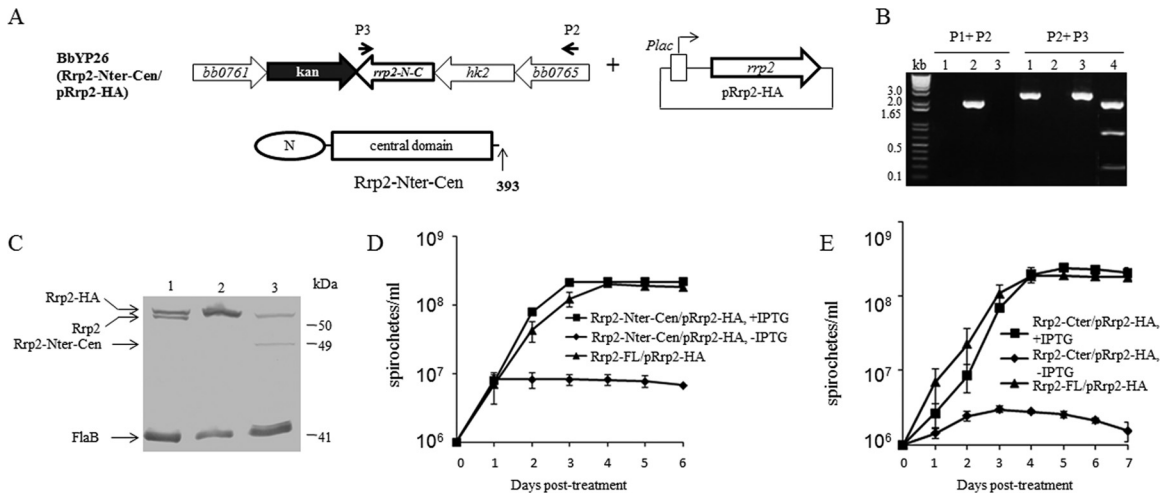 A
BbYP26
(Rrp2-Nter-Cen/
pRrp2-HA)
P3
P2
bb0761
kan
rrp2-N-C
hk2
bb0765
+
Plac
rrp2
pRrp2-HA
N
central domain
Rrp2-Nter-Cen
393
B
P1+ P2
P2+ P3
kb 1 2 3 1 2 3 4
3.0
2.0
1.65
0.5
0.1
C
1 2 3 kDa
Rrp2-HA
Rrp2
Rrp2-Nter-Cen
FlaB
50
49
41
D
spirochetes/ml
10⁹
10⁸
10⁷
10⁶
Rrp2-Nter-Cen/pRrp2-HA, +IPTG
Rrp2-Nter-Cen/pRrp2-HA, -IPTG
Rrp2-FL/pRrp2-HA
0 1 2 3 4 5 6
Days post-treatment
E
spirochetes/ml
10⁹
10⁸
10⁷
10⁶
Rrp2-Cter/pRrp2-HA,
+IPTG
Rrp2-Cter/pRrp2-HA,
-IPTG
Rrp2-FL/pRrp2-HA
0 1 2 3 4 5 6 7
Days post-treatment